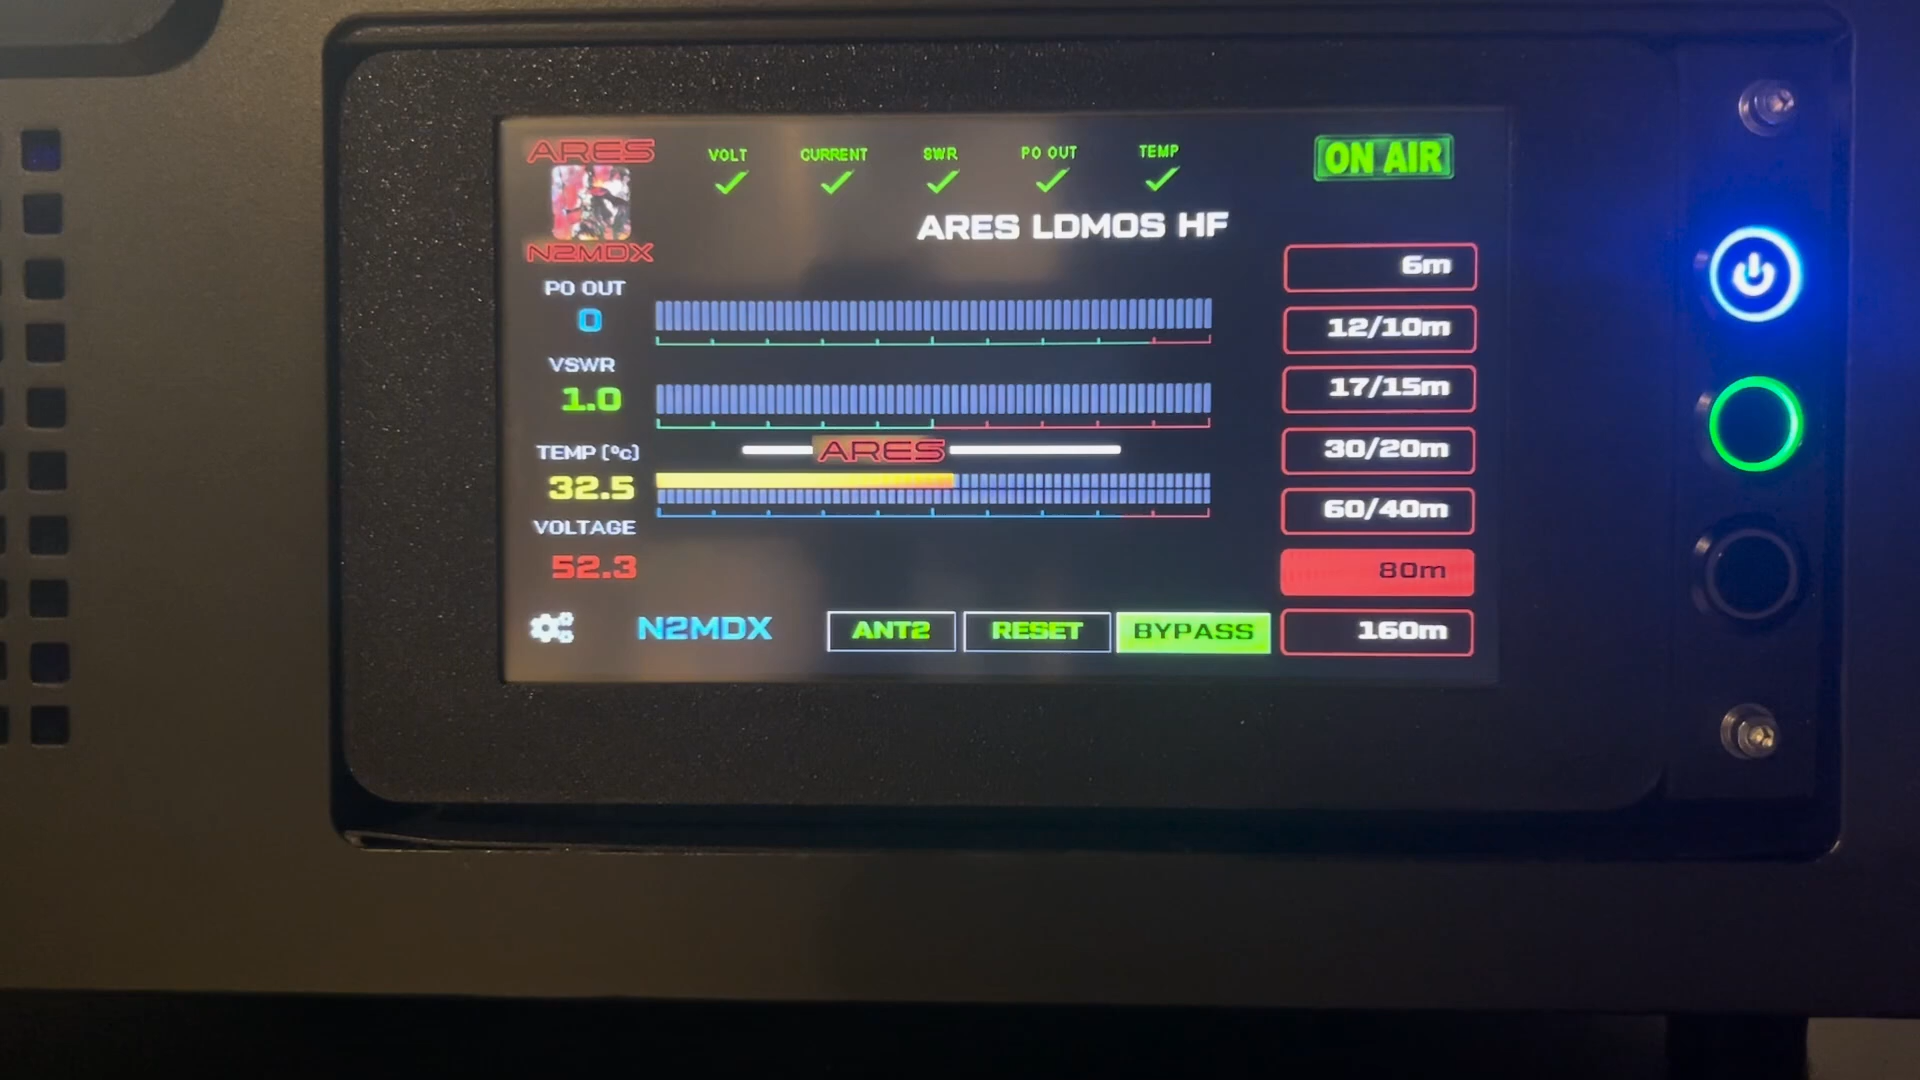 ARES
N2MDX
VOLT
CURRENT
SWR
PO OUT
TEMP
ON AIR
ARES LDMOS HF
PO OUT
0
VSWR
1.0
TEMP (°c)
32.5
VOLTAGE
52.3
ARES
6m
12/10m
17/15m
30/20m
60/40m
80m
160m
N2MDX
ANT2
RESET
BYPASS